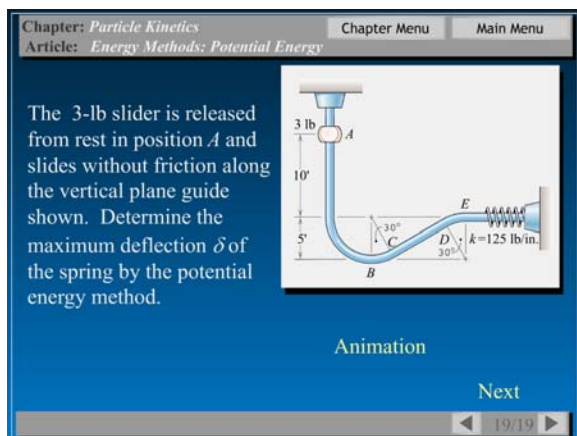 Chapter: Particle Kinetics
Article: Energy Methods: Potential Energy
Chapter Menu
Main Menu
The 3-lb slider is released
from rest in position A and
slides without friction along
the vertical plane guide
shown. Determine the
maximum deflection δ of
the spring by the potential
energy method.
3 lb
A
10'
5'
30°
C
B
E
D
30°
k=125 lb/in.
Animation
Next
19/19